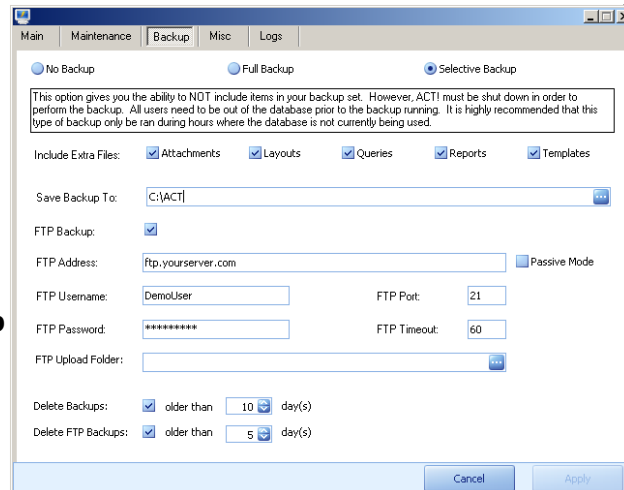 Main Maintenance Backup Misc Logs
No Backup Full Backup Selective Backup
This option gives you the ability to NOT include items in your backup set. However, ACT! must be shut down in order to
perform the backup. All users need to be out of the database prior to the backup running. It is highly recommended that this
type of backup only be ran during hours where the database is not currently being used.
Include Extra Files: Attachments Layouts Queries Reports Templates
Save Backup To: C:\ACT
FTP Backup:
FTP Address: ftp.yourserver.com Passive Mode
FTP Username: DemoUser FTP Port: 21
FTP Password: ********* FTP Timeout: 60
FTP Upload Folder:
Delete Backups: older than 10 day(s)
Delete FTP Backups: older than 5 day(s)
Cancel Apply